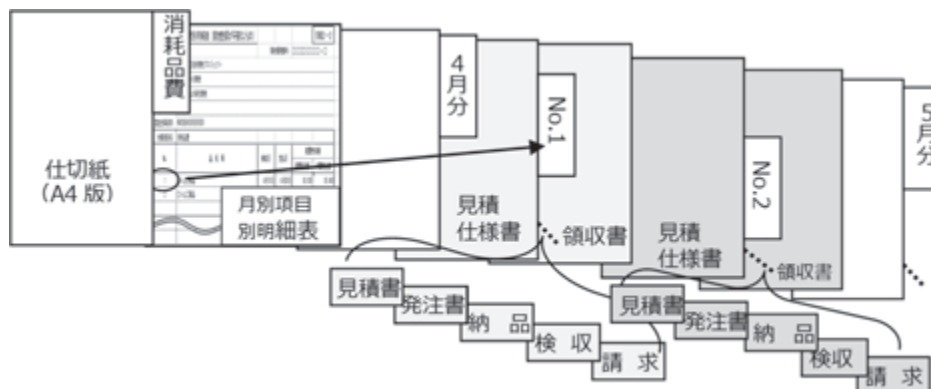 仕切紙
（A4 版）
消耗品費
月別項目
別明細表
４月分
No.1
見積
仕様書
領収書
No.2
見積
仕様書
領収書
５月分
見積書
発注書
納　品
検　収
請　求
見積書
発注書
納　品
検収
請　求